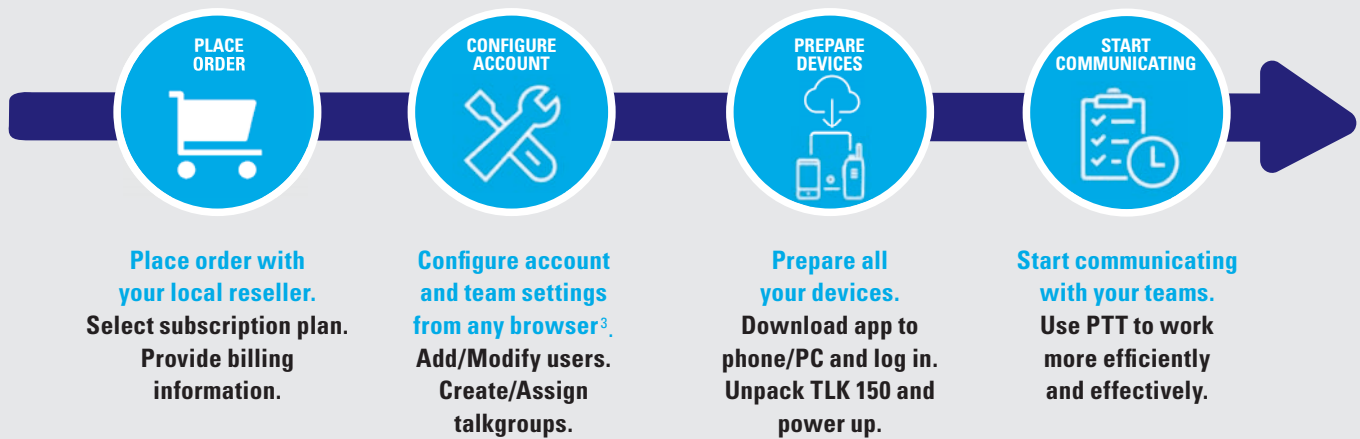 PLACE
ORDER
CONFIGURE
ACCOUNT
PREPARE
DEVICES
START
COMMUNICATING
Place order with
your local reseller.
Select subscription plan.
Provide billing
information.
Configure account
and team settings
from any browser³.
Add/Modify users.
Create/Assign
talkgroups.
Prepare all
your devices.
Download app to
phone/PC and log in.
Unpack TLK 150 and
power up.
Start communicating
with your teams.
Use PTT to work
more efficiently
and effectively.